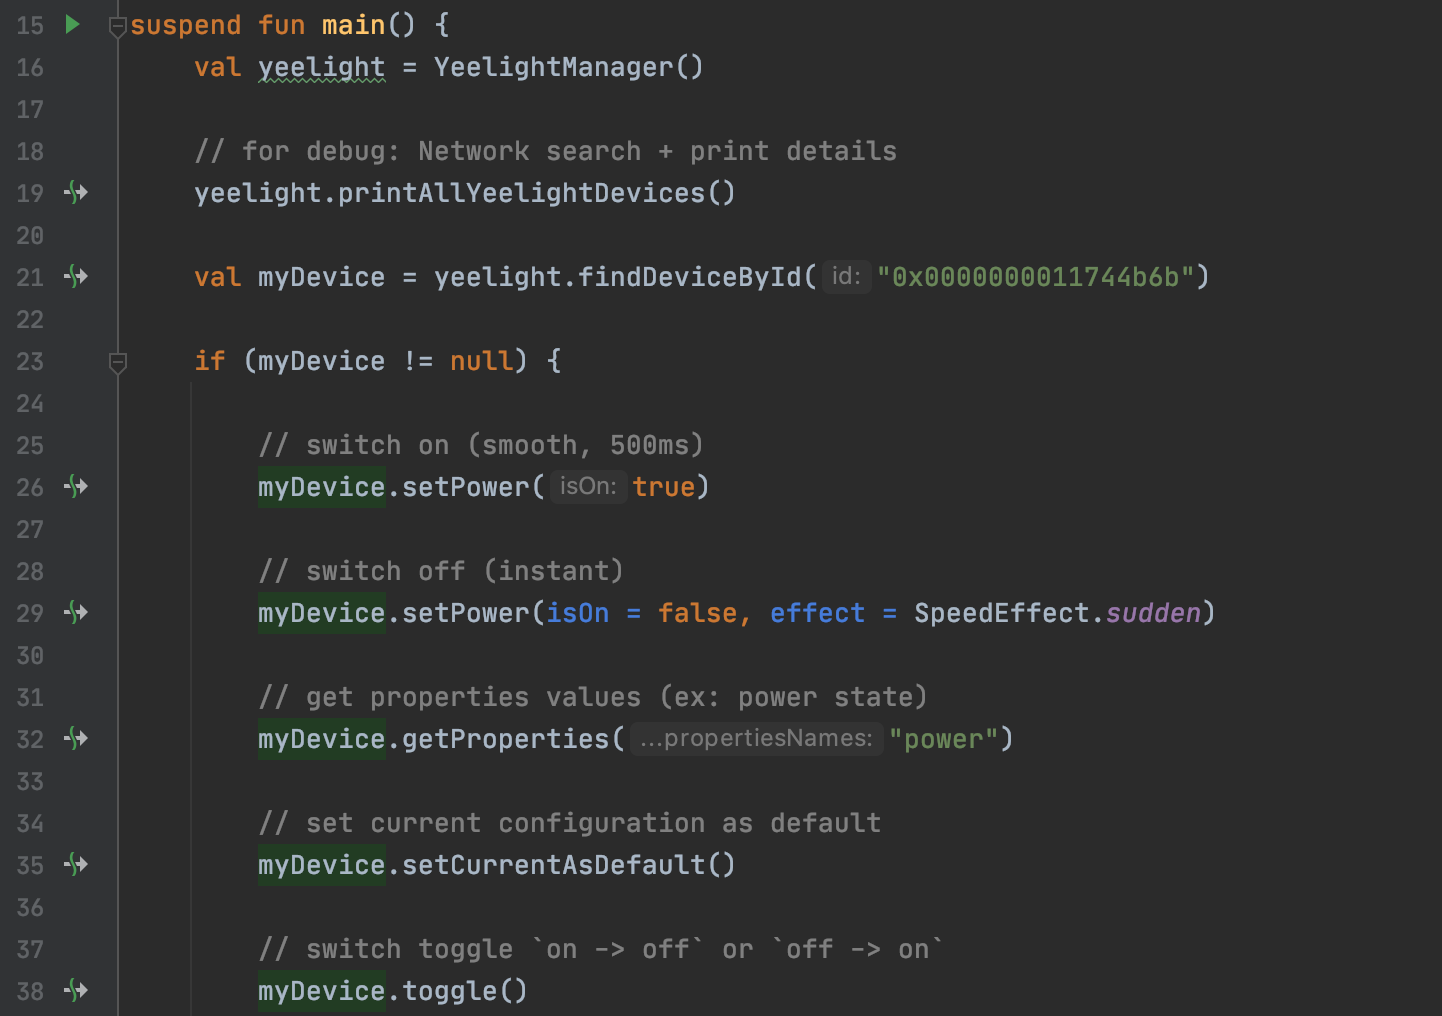 15 suspend fun main() {
16 val yeelight = YeelightManager()
17
18 // for debug: Network search + print details
19 yeelight.printAllYeelightDevices()
20
21 val myDevice = yeelight.findDeviceById( id: "0x0000000011744b6b")
22
23 if (myDevice != null) {
24
25 // switch on (smooth, 500ms)
26 myDevice.setPower( isOn: true)
27
28 // switch off (instant)
29 myDevice.setPower(isOn = false, effect = SpeedEffect.sudden)
30
31 // get properties values (ex: power state)
32 myDevice.getProperties( ...propertiesNames: "power")
33
34 // set current configuration as default
35 myDevice.setCurrentAsDefault()
36
37 // switch toggle `on -> off` or `off -> on`
38 myDevice.toggle()